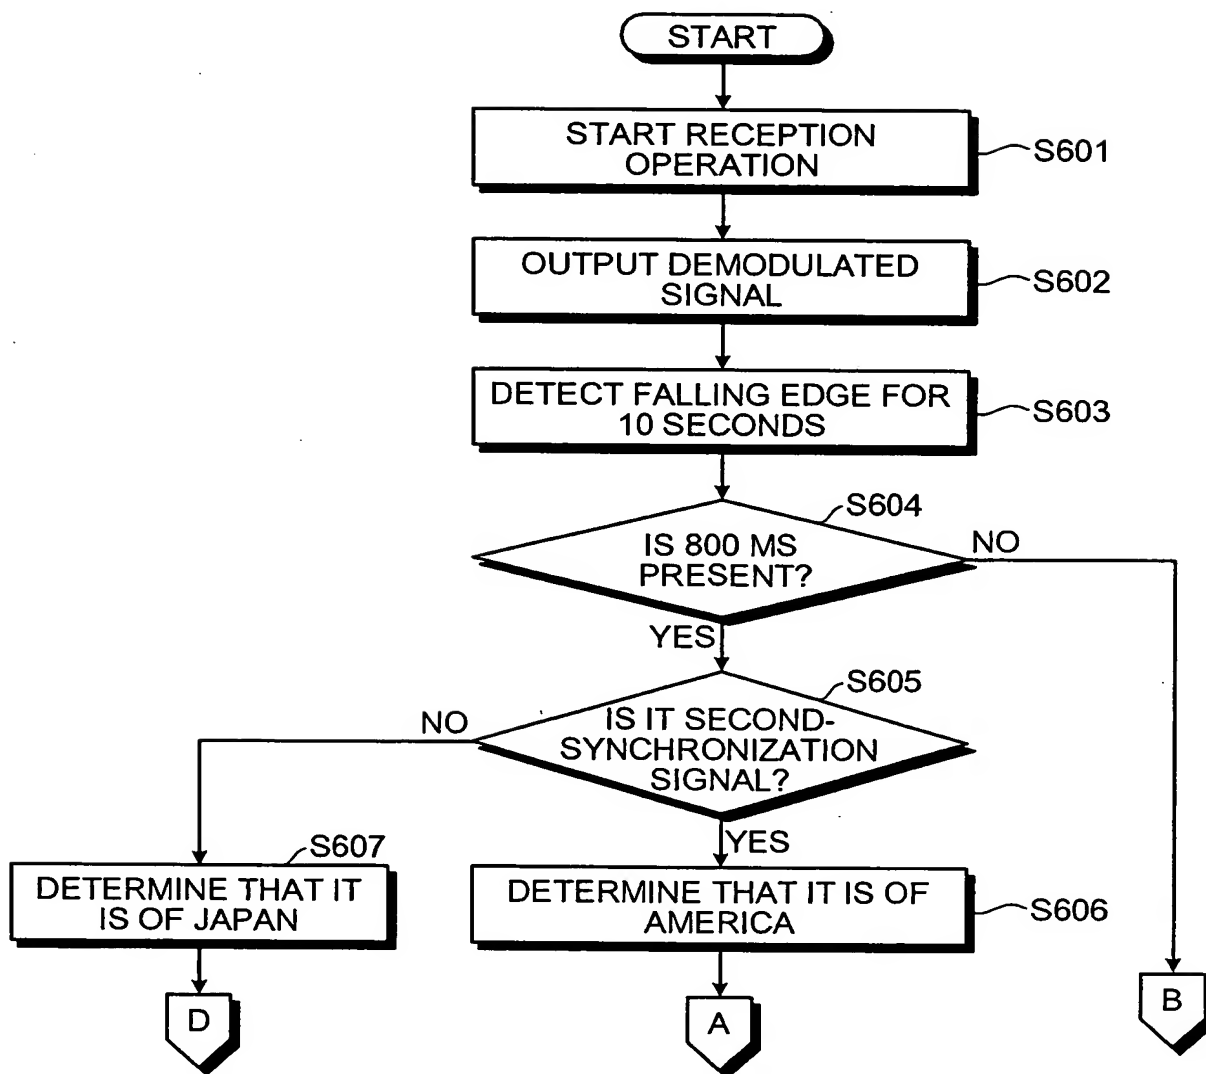 START
START RECEPTION
OPERATION
S601
OUTPUT DEMODULATED
SIGNAL
S602
DETECT FALLING EDGE FOR
10 SECONDS
S603
S604
IS 800 MS
PRESENT?
NO
YES
S605
IS IT SECOND-
SYNCHRONIZATION
SIGNAL?
NO
YES
S607
DETERMINE THAT IT
IS OF JAPAN
DETERMINE THAT IT IS OF
AMERICA
S606
D
A
B